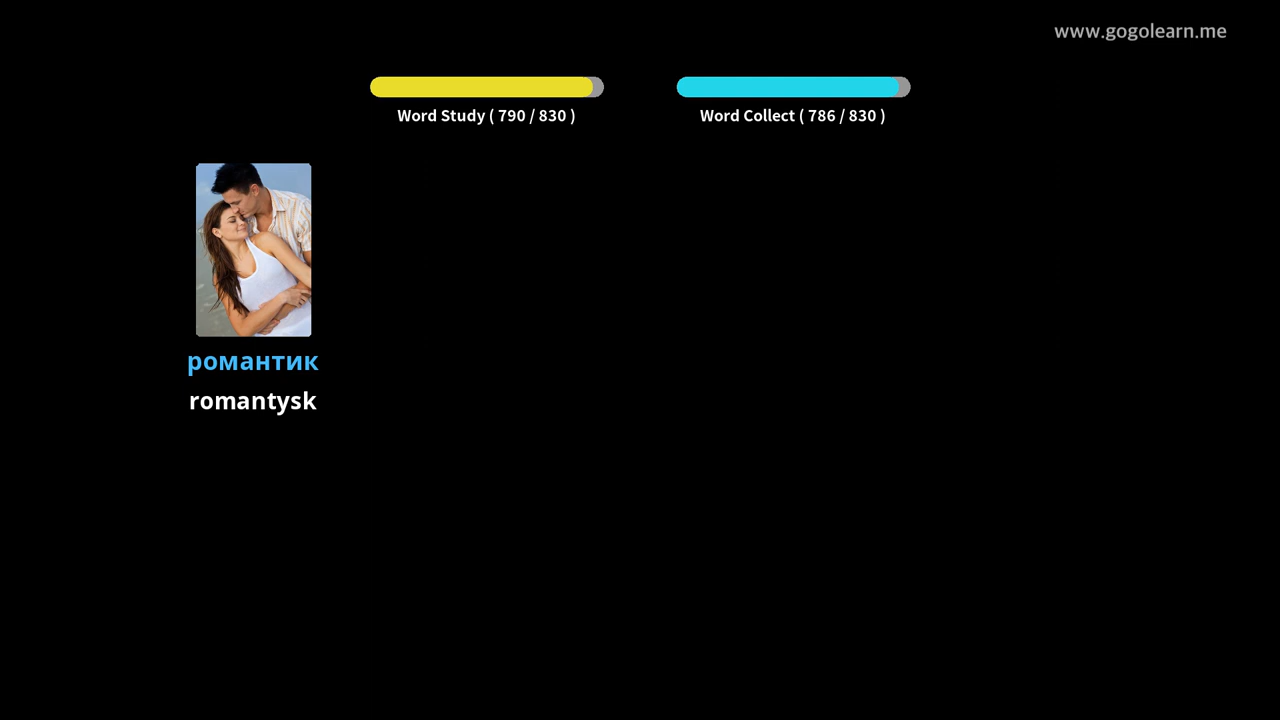 www.gogolearn.me
Word Study ( 790 / 830 )
Word Collect ( 786 / 830 )
романтик
romantysk